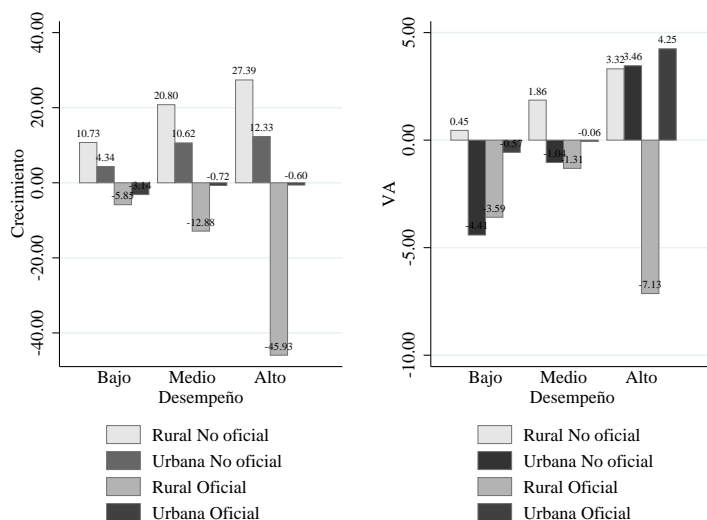 Crecimiento
40.00
20.00
0.00
-20.00
-40.00
10.73
4.34
-5.85
-3.14
20.80
10.62
-12.88
-0.72
27.39
12.33
-45.93
-0.60
Bajo Medio Alto
Desempeño
Rural No oficial
Urbana No oficial
Rural Oficial
Urbana Oficial
VA
5.00
0.00
-5.00
-10.00
0.45
-4.41
-3.59
-0.57
1.86
-1.04
-1.31
-0.06
3.32
3.46
-7.13
4.25
Bajo Medio Alto
Desempeño
Rural No oficial
Urbana No oficial
Rural Oficial
Urbana Oficial